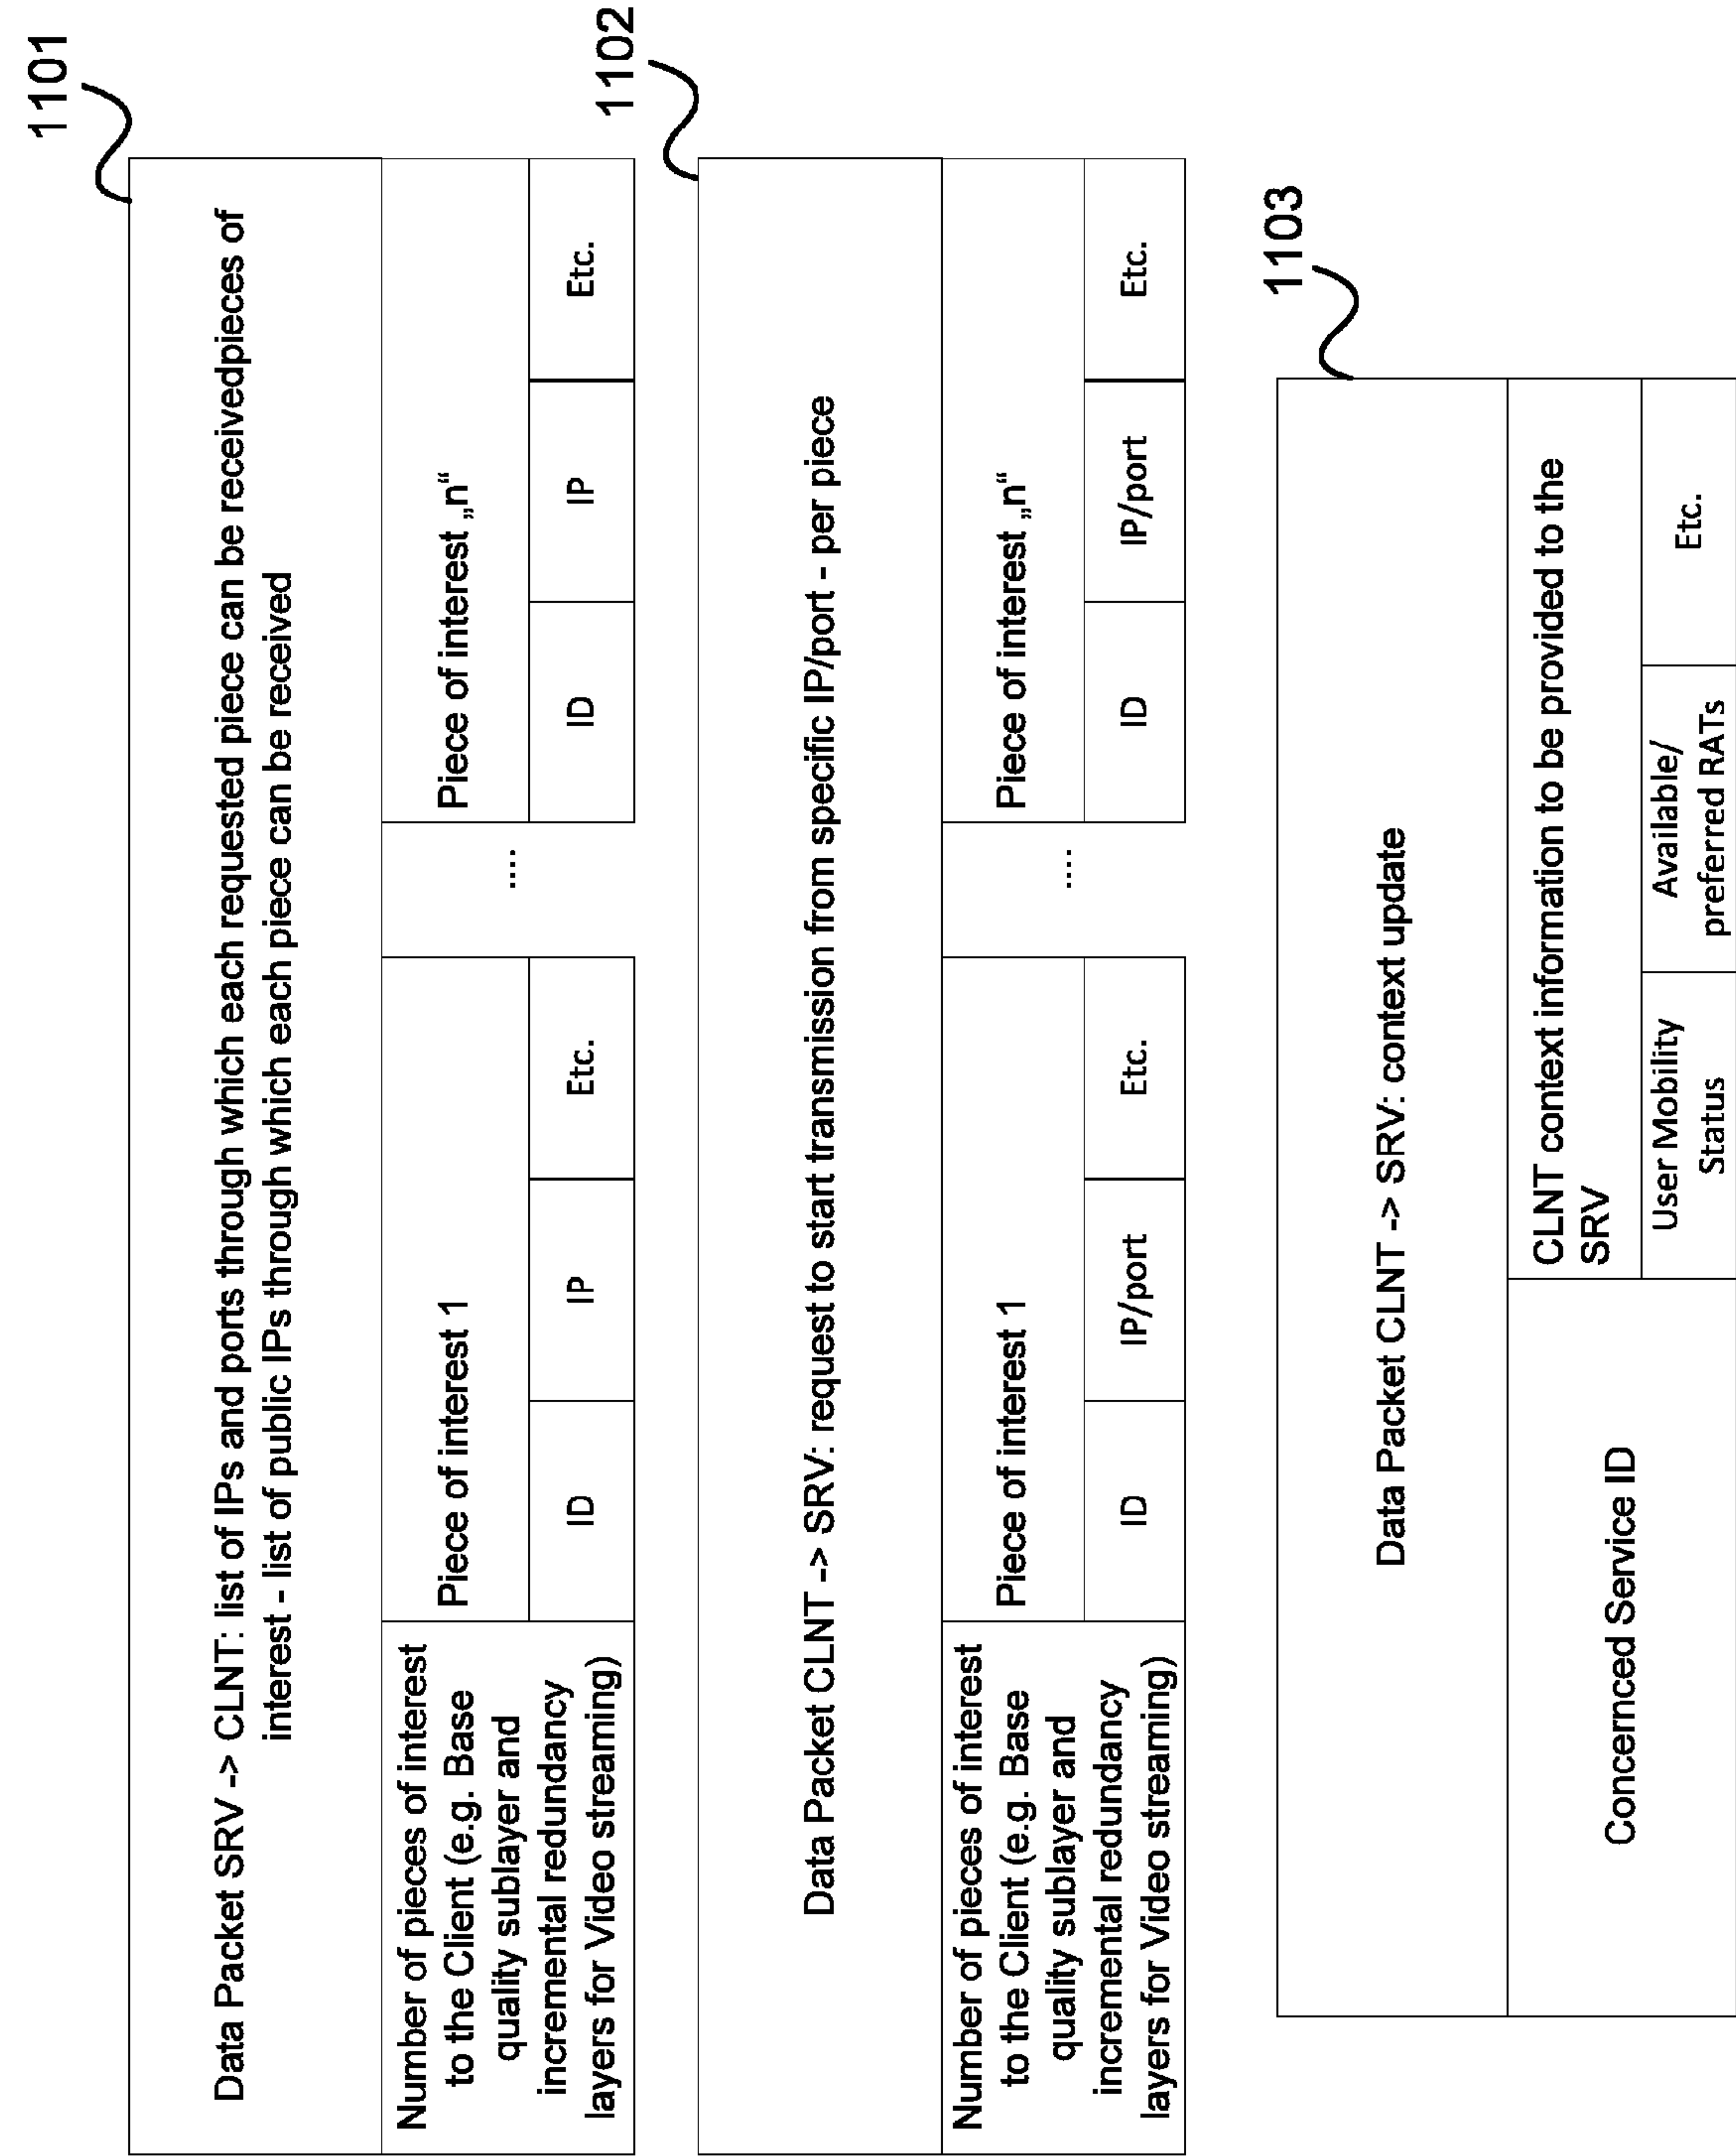 1101
Data Packet SRV -> CLNT: list of IPs and ports through which each requested piece can be receivedpieces of
interest - list of public IPs through which each piece can be received
Number of pieces of interest
to the Client (e.g. Base
quality sublayer and
incremental redundancy
layers for Video streaming)
Piece of interest 1
ID
IP
Etc.
....
Piece of interest „n“
ID
IP
Etc.
1102
Data Packet CLNT -> SRV: request to start transmission from specific IP/port - per piece
Number of pieces of interest
to the Client (e.g. Base
quality sublayer and
incremental redundancy
layers for Video streaming)
Piece of interest 1
ID
IP/port
Etc.
....
Piece of interest „n“
ID
IP/port
Etc.
1103
Data Packet CLNT -> SRV: context update
Concernced Service ID
CLNT context information to be provided to the
SRV
User Mobility
Status
Available/
preferred RATs
Etc.